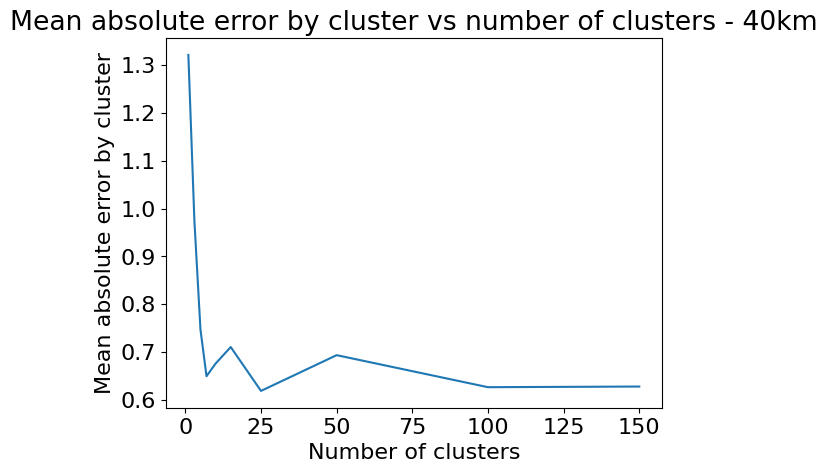 Mean absolute error by cluster vs number of clusters - 40km
Mean absolute error by cluster
1.3
1.2
1.1
1.0
0.9
0.8
0.7
0.6
0 25 50 75 100 125 150
Number of clusters